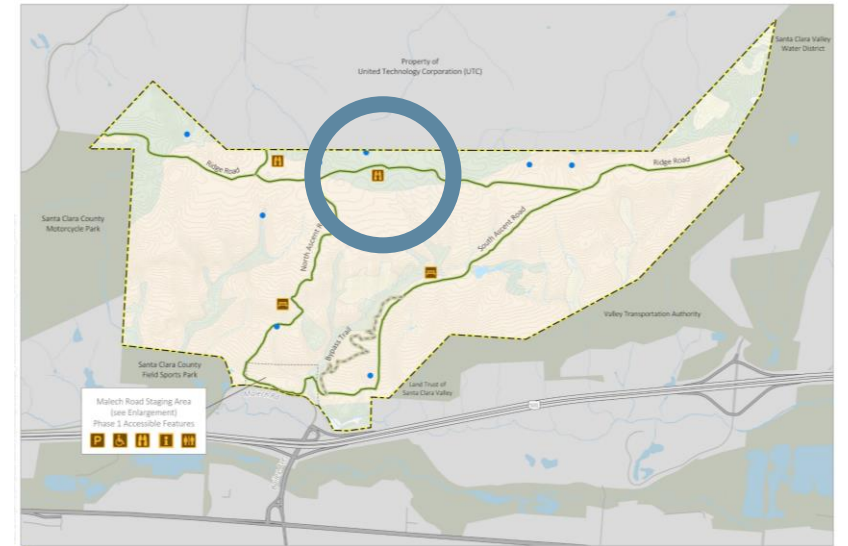 Property of
United Technology Corporation (UTC)
Santa Clara Valley
Water District
Ridge Road
Ridge Road
Santa Clara County
Motorcycle Park
North Ascent
South Ascent Road
Valley Transportation Authority
Bypass Trail
Santa Clara County
Field Sports Park
Land Trust of
Santa Clara Valley
Malech Rd
Malech Road Staging Area
(see Enlargement)
Phase 1 Accessible Features
P